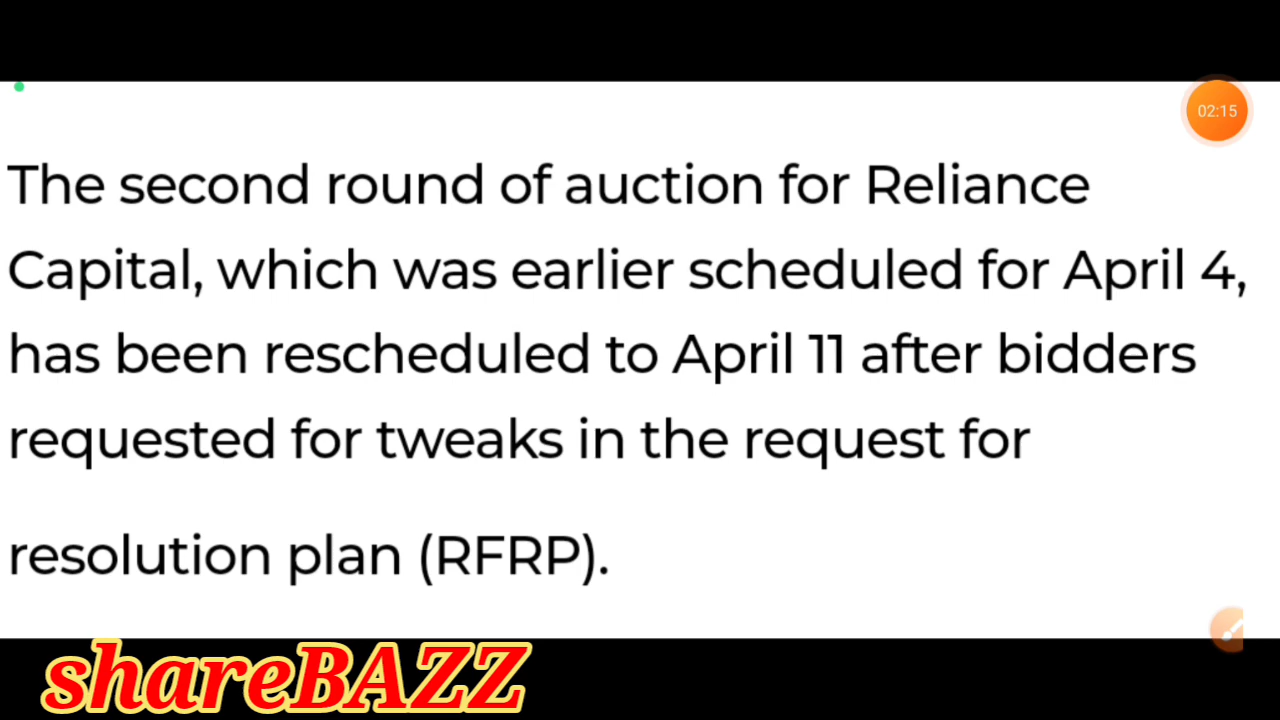 02:15
The second round of auction for Reliance
Capital, which was earlier scheduled for April 4,
has been rescheduled to April 11 after bidders
requested for tweaks in the request for
resolution plan (RFRP).
shareBAZZ